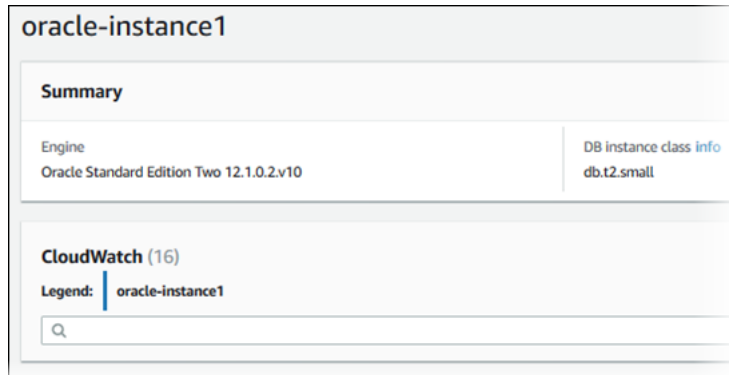 oracle-instance1
Summary
Engine
Oracle Standard Edition Two 12.1.0.2.v10
DB instance class info
db.t2.small
CloudWatch (16)
Legend: oracle-instance1